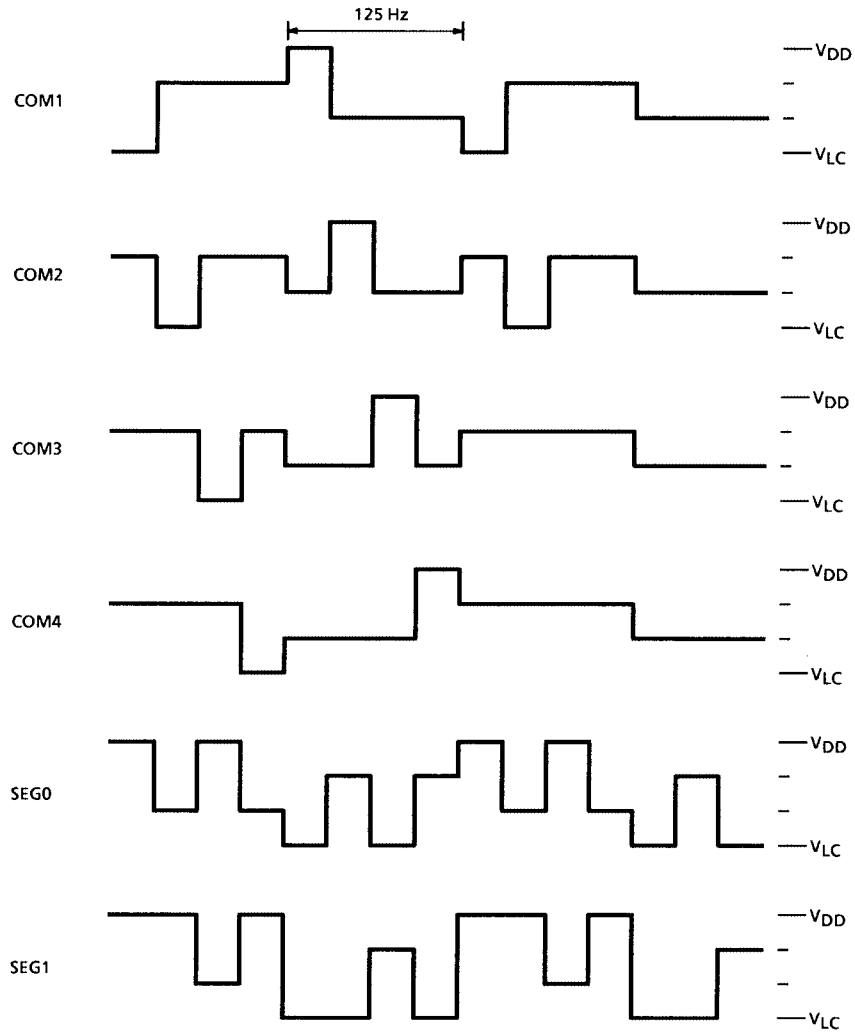 125 Hz
COM1
VDD
VLC
COM2
VDD
VLC
COM3
VDD
VLC
COM4
VDD
VLC
SEG0
VDD
VLC
SEG1
VDD
VLC